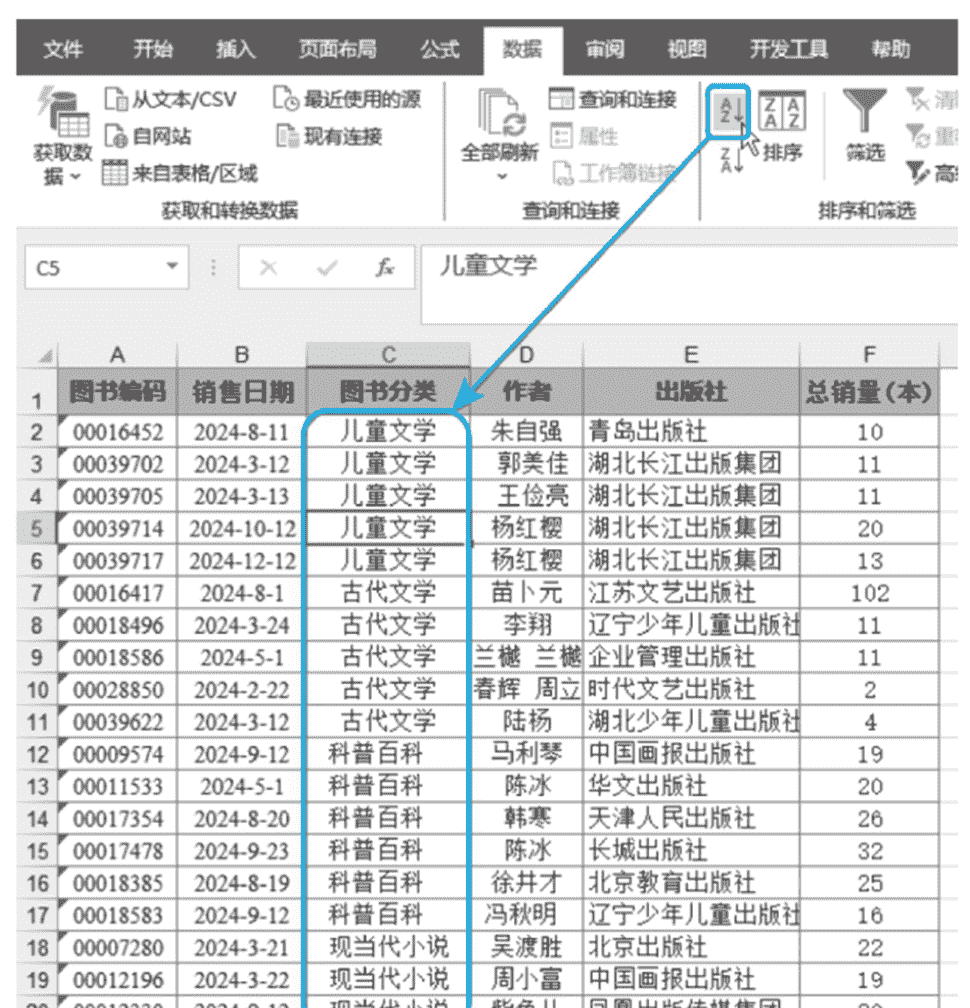 文件 开始 插入 页面布局 公式 数据 审阅 视图 开发工具 帮助
从文本/CSV 最近使用的源 查询和连接
自网站 现有连接 属性
获取数据 来自表格/区域 全部刷新 工作簿链接 排序 筛选
获取和转换数据 查询和连接 排序和筛选
C5 fx 儿童文学
A B C D E F
1 图书编码 销售日期 图书分类 作者 出版社 总销量(本)
2 00016452 2024-8-11 儿童文学 朱自强 青岛出版社 10
3 00039702 2024-3-12 儿童文学 郭美佳 湖北长江出版集团 11
4 00039705 2024-3-13 儿童文学 王俭亮 湖北长江出版集团 11
5 00039714 2024-10-12 儿童文学 杨红樱 湖北长江出版集团 20
6 00039717 2024-12-12 儿童文学 杨红樱 湖北长江出版集团 13
7 00016417 2024-8-1 古代文学 苗卜元 江苏文艺出版社 102
8 00018496 2024-3-24 古代文学 李翔 辽宁少年儿童出版社 11
9 00018586 2024-5-1 古代文学 兰樾 兰樾 企业管理出版社 11
10 00028850 2024-2-22 古代文学 春辉 周立 时代文艺出版社 2
11 00039622 2024-3-12 古代文学 陆杨 湖北少年儿童出版社 4
12 00009574 2024-9-12 科普百科 马利琴 中国画报出版社 19
13 00011533 2024-5-1 科普百科 陈冰 华文出版社 20
14 00017354 2024-8-20 科普百科 韩寒 天津人民出版社 26
15 00017478 2024-9-23 科普百科 陈冰 长城出版社 32
16 00018385 2024-8-19 科普百科 徐井才 北京教育出版社 25
17 00018583 2024-9-12 科普百科 冯秋明 辽宁少年儿童出版社 16
18 00007280 2024-3-21 现当代小说 吴渡胜 北京出版社 22
19 00012196 2024-3-22 现当代小说 周小富 中国画报出版社 19